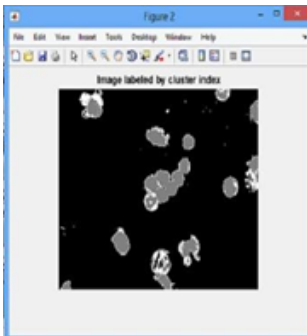 Figure 2
File Edit View Insert Tools Desktop Window Help
Image labeled by cluster index